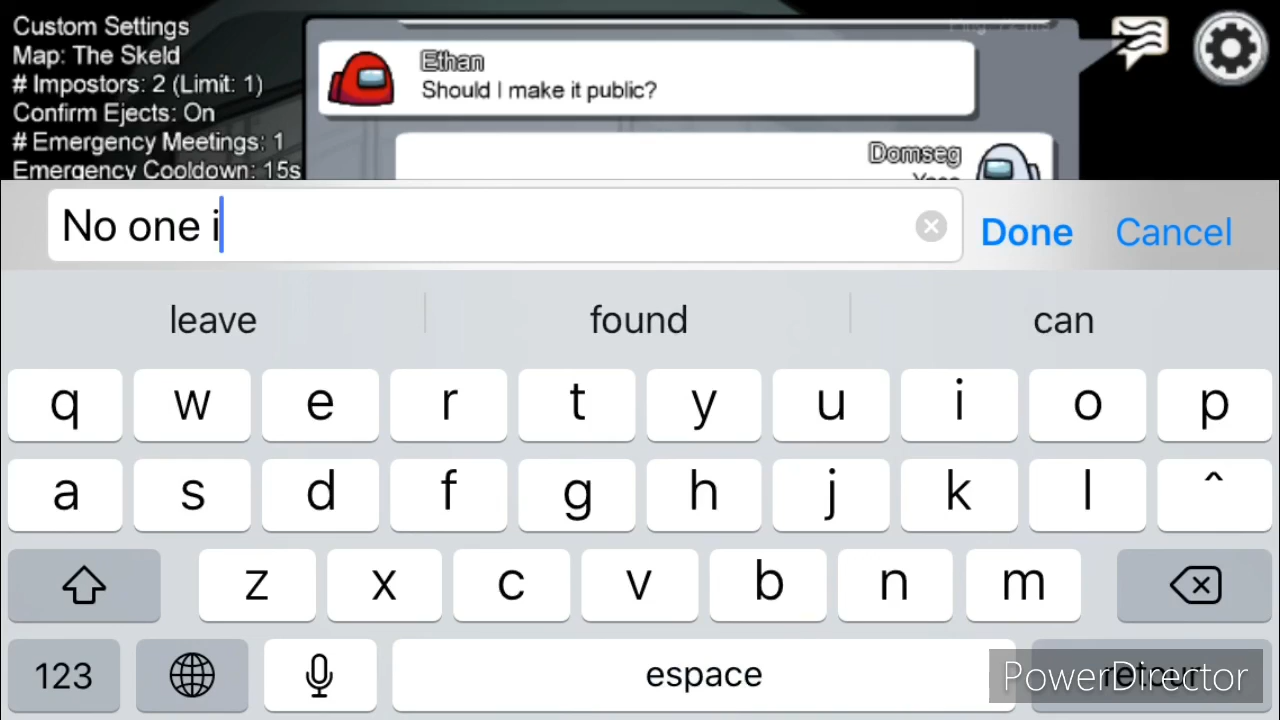 Custom Settings
Map: The Skeld
# Impostors: 2 (Limit: 1)
Confirm Ejects: On
# Emergency Meetings: 1
Emergency Cooldown: 15s
Ethan
Should I make it public?
Domseg
No one i
Done
Cancel
leave
found
can
q w e r t y u i o p
a s d f g h j k l ^
z x c v b n m
123
espace
retour
PowerDirector